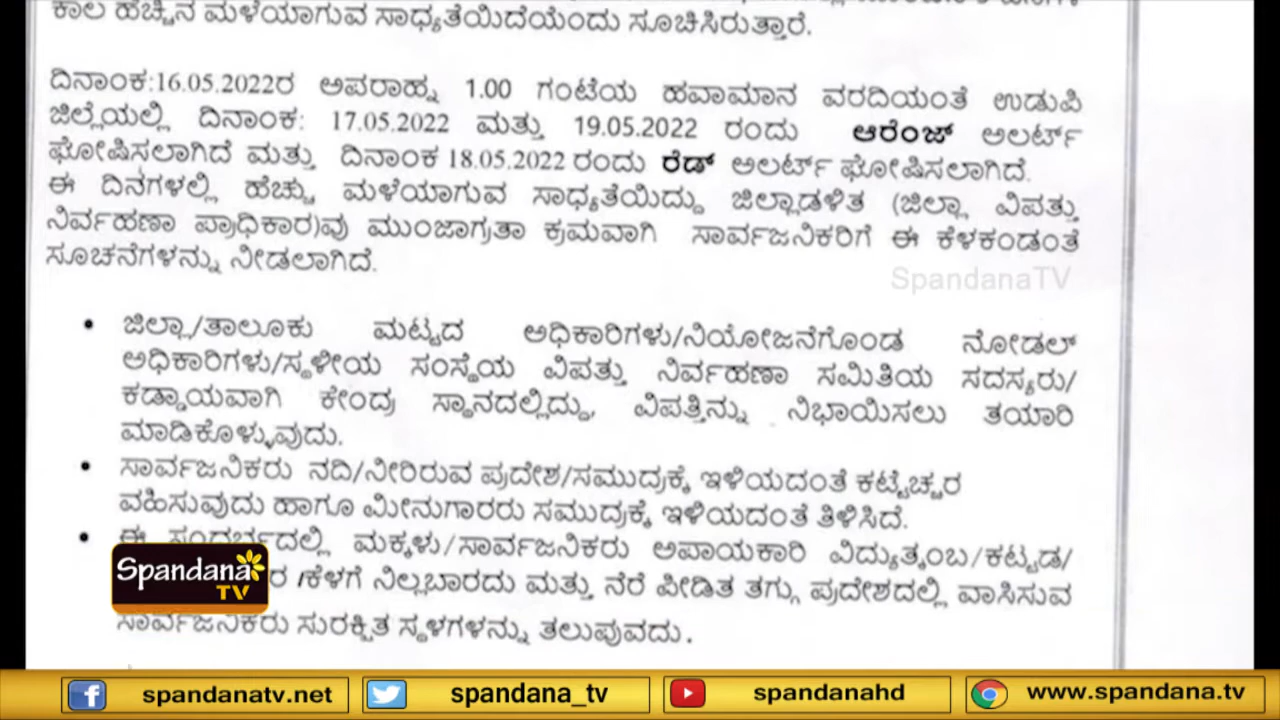 ಕಾಲ ಹೆಚ್ಚಿನ ಮಳೆಯಾಗುವ ಸಾಧ್ಯತೆಯಿದೆಯೆಂದು ಸೂಚಿಸಿರುತ್ತಾರೆ.
ದಿನಾಂಕ:16.05.2022ರ ಅಪರಾಹ್ನ 1.00 ಗಂಟೆಯ ಹವಾಮಾನ ವರದಿಯಂತೆ ಉಡುಪಿ
ಜಿಲ್ಲೆಯಲ್ಲಿ ದಿನಾಂಕ: 17.05.2022 ಮತ್ತು 19.05.2022 ರಂದು ಆರೆಂಜ್ ಅಲರ್ಟ್
ಘೋಷಿಸಲಾಗಿದೆ ಮತ್ತು ದಿನಾಂಕ 18.05.2022 ರಂದು ರೆಡ್ ಅಲರ್ಟ್ ಘೋಷಿಸಲಾಗಿದೆ.
ಈ ದಿನಗಳಲ್ಲಿ ಹೆಚ್ಚು ಮಳೆಯಾಗುವ ಸಾಧ್ಯತೆಯಿದ್ದು ಜಿಲ್ಲಾಡಳಿತ (ಜಿಲ್ಲಾ ವಿಪತ್ತು
ನಿರ್ವಹಣಾ ಪ್ರಾಧಿಕಾರ)ವು ಮುಂಜಾಗ್ರತಾ ಕ್ರಮವಾಗಿ ಸಾರ್ವಜನಿಕರಿಗೆ ಈ ಕೆಳಕಂಡಂತೆ
ಸೂಚನೆಗಳನ್ನು ನೀಡಲಾಗಿದೆ.
SpandanaTV
• ಜಿಲ್ಲಾ/ತಾಲೂಕು ಮಟ್ಟದ ಅಧಿಕಾರಿಗಳು/ನಿಯೋಜನೆಗೊಂಡ ನೋಡಲ್
ಅಧಿಕಾರಿಗಳು/ಸ್ಥಳೀಯ ಸಂಸ್ಥೆಯ ವಿಪತ್ತು ನಿರ್ವಹಣಾ ಸಮಿತಿಯ ಸದಸ್ಯರು/
ಕಡ್ಡಾಯವಾಗಿ ಕೇಂದ್ರ ಸ್ಥಾನದಲ್ಲಿದ್ದು, ವಿಪತ್ತಿನ್ನು ನಿಭಾಯಿಸಲು ತಯಾರಿ
ಮಾಡಿಕೊಳ್ಳುವುದು.
• ಸಾರ್ವಜನಿಕರು ನದಿ/ನೀರಿರುವ ಪ್ರದೇಶ/ಸಮುದ್ರಕ್ಕೆ ಇಳಿಯದಂತೆ ಕಟ್ಟೆಚ್ಚರ
ವಹಿಸುವುದು ಹಾಗೂ ಮೀನುಗಾರರು ಸಮುದ್ರಕ್ಕೆ ಇಳಿಯದಂತೆ ತಿಳಿಸಿದೆ.
• ಈ ಸಂದರ್ಭದಲ್ಲಿ ಮಕ್ಕಳು/ಸಾರ್ವಜನಿಕರು ಅಪಾಯಕಾರಿ ವಿದ್ಯುತ್ಕಂಬ/ಕಟ್ಟಡ/
ಕೆಳಗೆ ನಿಲ್ಲಬಾರದು ಮತ್ತು ನೆರೆ ಪೀಡಿತ ತಗ್ಗು ಪ್ರದೇಶದಲ್ಲಿ ವಾಸಿಸುವ
ಸಾರ್ವಜನಿಕರು ಸುರಕ್ಷಿತ ಸ್ಥಳಗಳನ್ನು ತಲುಪುವದು.
Spandana
TV
spandanatv.net
spandana_tv
spandanahd
www.spandana.tv